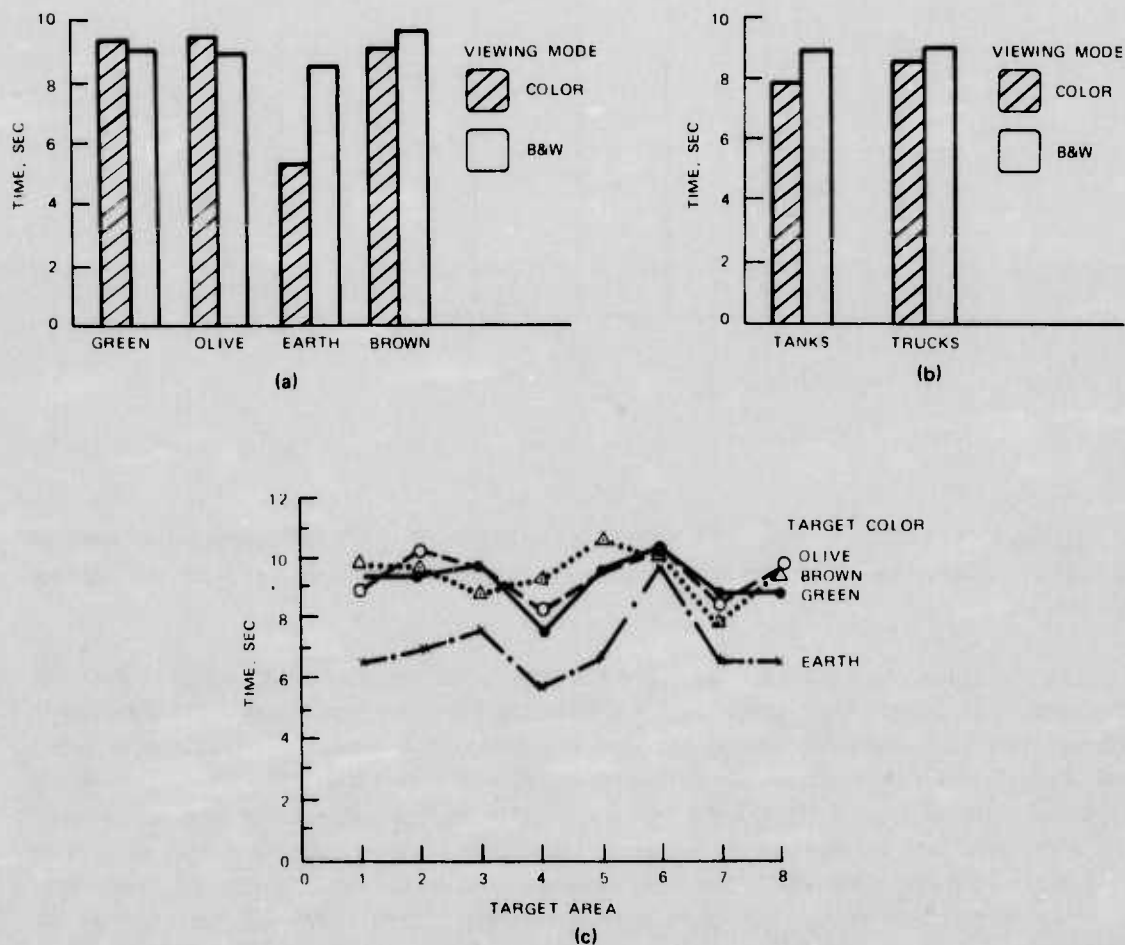 10
8
6
4
2
0
TIME, SEC
GREEN OLIVE EARTH BROWN
(a)
VIEWING MODE
COLOR
B&W
10
8
6
4
2
0
TIME, SEC
TANKS TRUCKS
(b)
VIEWING MODE
COLOR
B&W
12
10
8
6
4
2
0
TIME, SEC
0 1 2 3 4 5 6 7 8
TARGET AREA
(c)
TARGET COLOR
OLIVE
BROWN
GREEN
EARTH